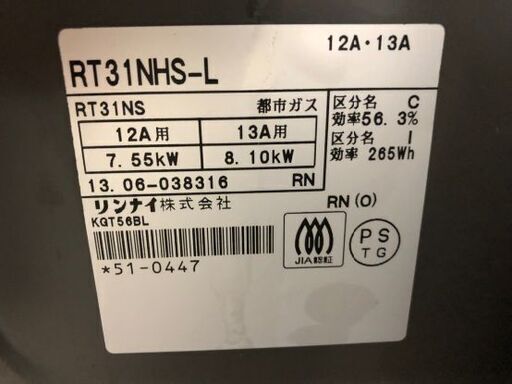 12A・13A
RT31NHS-L
RT31NS 都市ガス
12A用 13A用
7.55kW 8.10kW
区分名 C
効率56.3%
区分名 I
効率 265Wh
13.06-038316 RN
リンナイ株式会社
KGT56BL
RN(O)
*51-0447
JIA認証
PS
TG